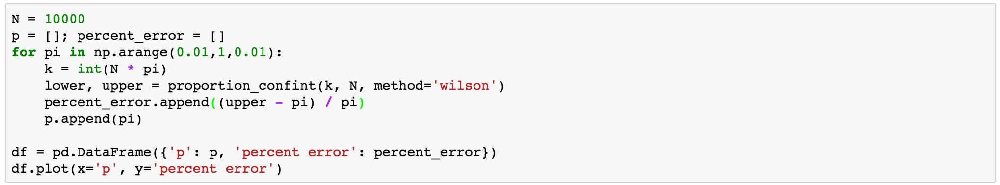 N = 10000
p = []; percent_error = []
for pi in np.arange(0.01,1,0.01):
    k = int(N * pi)
    lower, upper = proportion_confint(k, N, method='wilson')
    percent_error.append((upper - pi) / pi)
    p.append(pi)

df = pd.DataFrame({'p': p, 'percent error': percent_error})
df.plot(x='p', y='percent error')